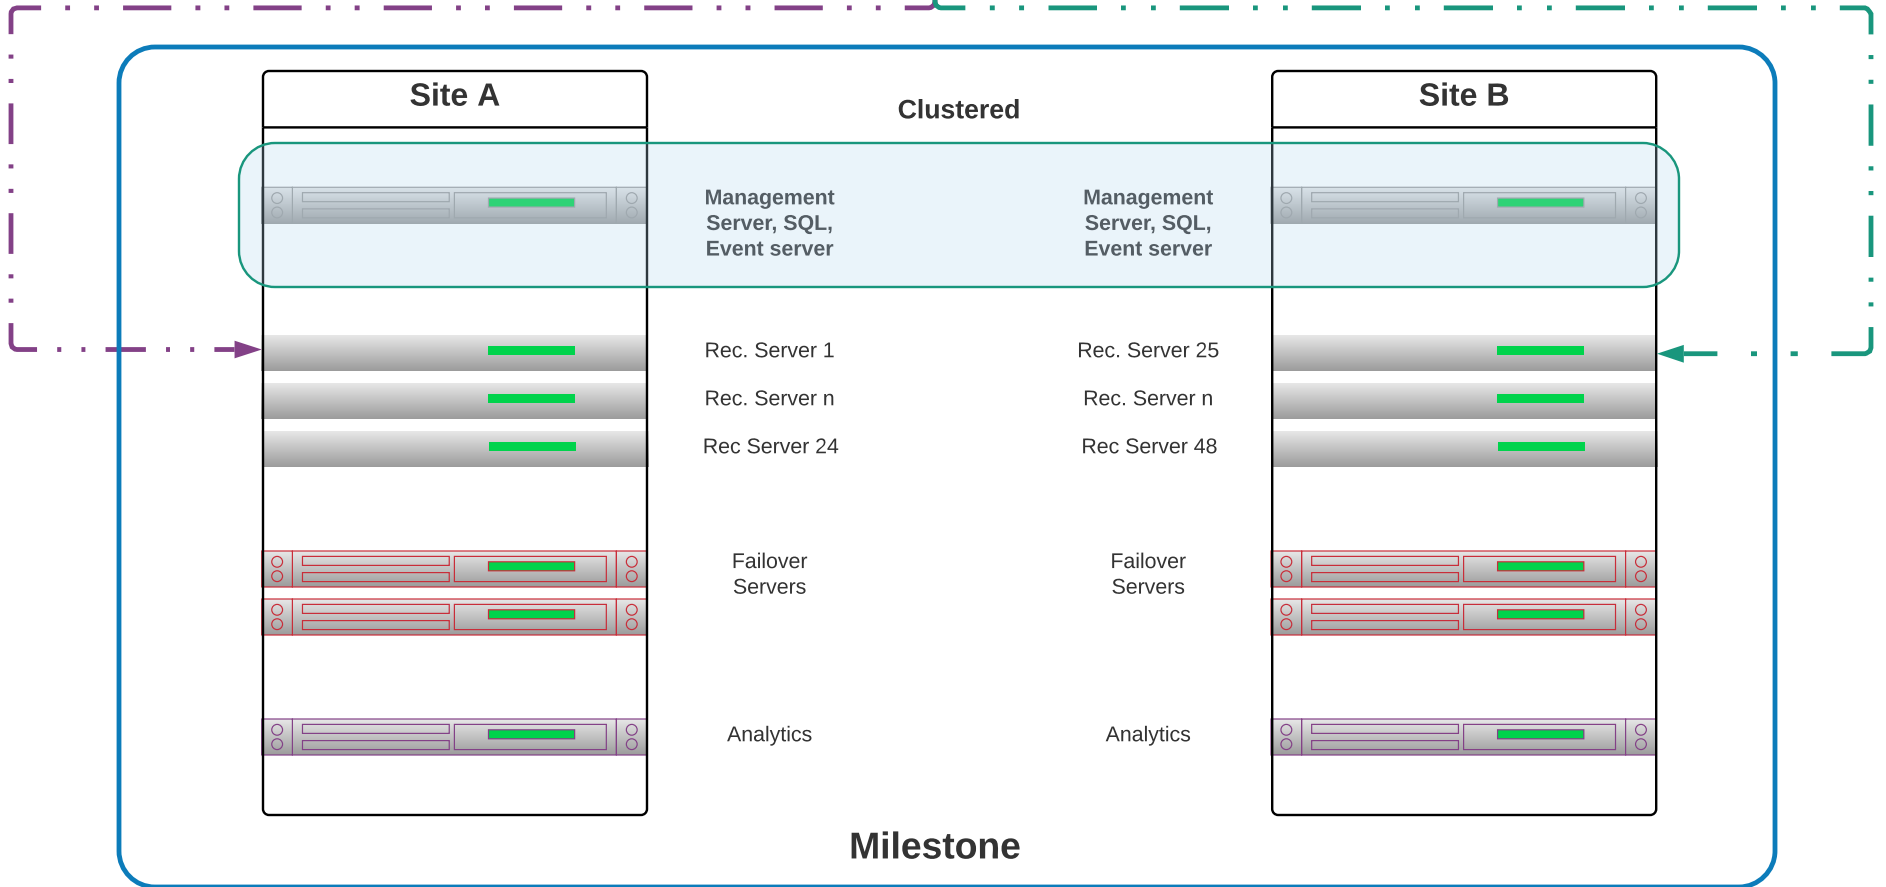 Site A
Clustered
Site B
Management
Server, SQL,
Event server
Management
Server, SQL,
Event server
Rec. Server 1
Rec. Server 25
Rec. Server n
Rec. Server n
Rec Server 24
Rec Server 48
Failover
Servers
Failover
Servers
Analytics
Analytics
Milestone